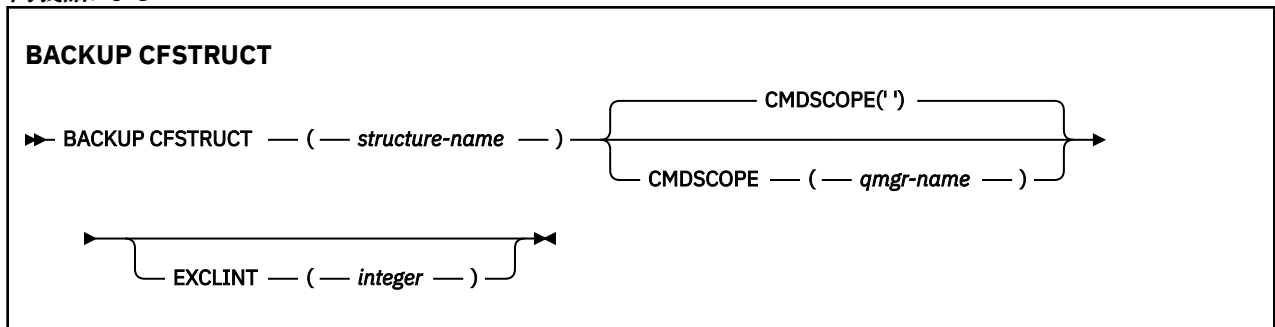 BACKUP CFSTRUCT
CMDSCOPE(' ')
BACKUP CFSTRUCT ( structure-name )
CMDSCOPE ( qmgr-name )
EXCLINT ( integer )